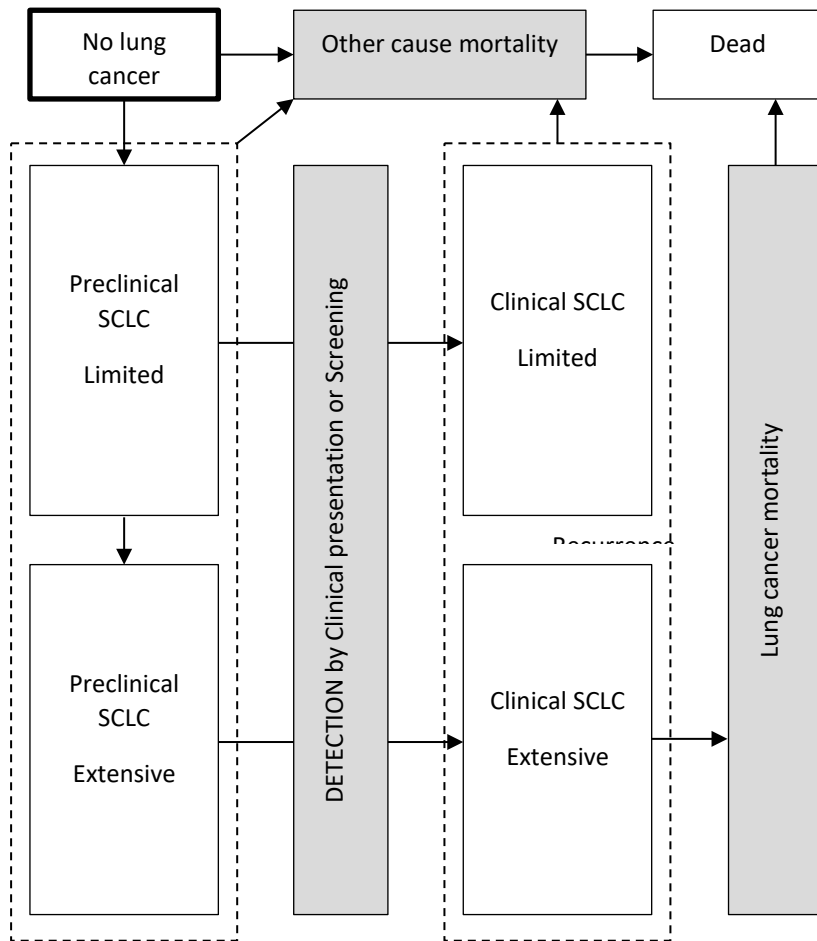 No lung
cancer
Other cause mortality
Dead
Preclinical
SCLC
Limited
DETECTION by Clinical presentation or Screening
Clinical SCLC
Limited
Lung cancer mortality
Preclinical
SCLC
Extensive
Clinical SCLC
Extensive